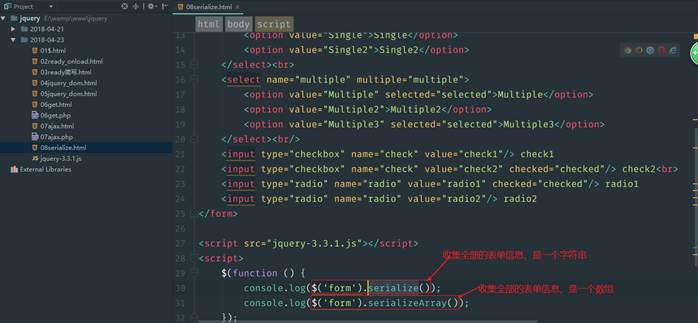 Project
08serialize.html
jquery E:\wamp\www\jquery
html body script
2018-04-21
2018-04-23
01$.html
02ready_onload.html
03ready简写.html
04jquery_dom.html
05jquery_dom.html
06get.html
06get.php
07ajax.html
07ajax.php
08serialize.html
jquery-3.3.1.js
External Libraries
13 <option value="Single">Single</option>
14 <option value="Single2">Single2</option>
15 </select><br>
16 <select name="multiple" multiple="multiple">
17 <option value="Multiple" selected="selected">Multiple</option>
18 <option value="Multiple2">Multiple2</option>
19 <option value="Multiple3" selected="selected">Multiple3</option>
20 </select><br/>
21 <input type="checkbox" name="check" value="check1"/> check1
22 <input type="checkbox" name="check" value="check2" checked="checked"/> check2<br>
23 <input type="radio" name="radio" value="radio1" checked="checked"/> radio1
24 <input type="radio" name="radio" value="radio2"/> radio2
25 </form>
26
27 <script src="jquery-3.3.1.js"></script>
28 <script>
收集全部的表单信息，是一个字符串
29 $(function () {
30 console.log($('form').serialize());
收集全部的表单信息，是一个数组
31 console.log($('form').serializeArray());
32 });